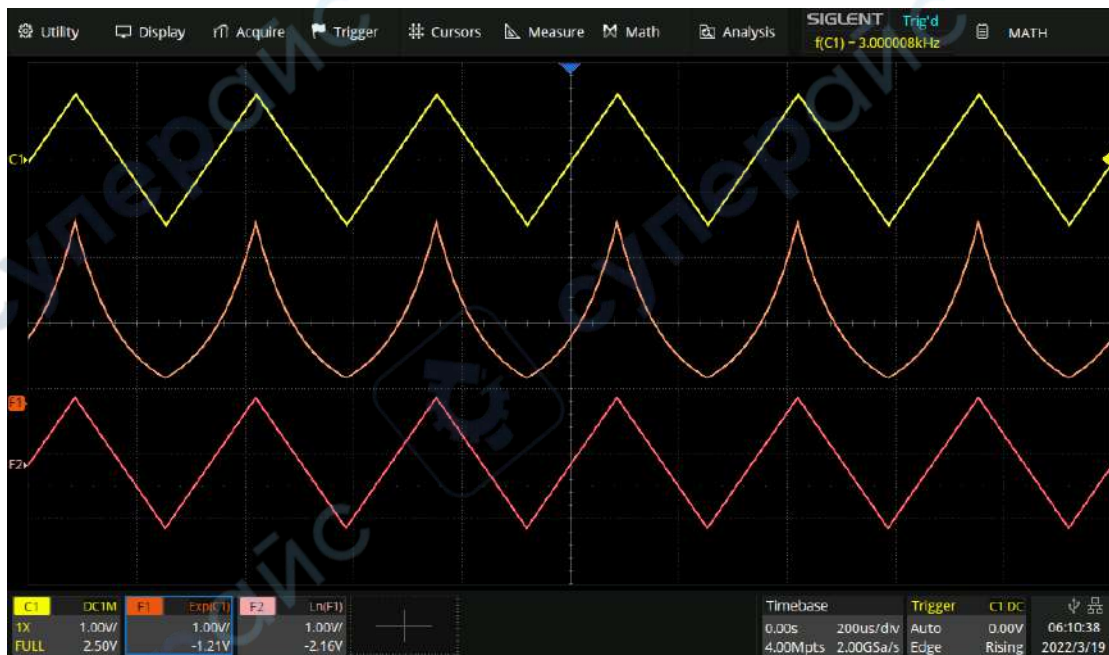 Utility Display Acquire Trigger Cursors Measure Math Analysis SIGLENT Trig'd MATH
f(C1) = 3.000008kHz
C1
F1
F2
C1 DC1M F1 Exp(C1) F2 Ln(F1) Timebase Trigger C1 DC
1X 1.00V/ 1.00V/ 1.00V/ 0.00s 200us/div Auto 0.00V 06:10:38
FULL 2.50V -1.21V -2.16V 4.00Mpts 2.00GSa/s Edge Rising 2022/3/19
суперайс
суперайс
суперайс